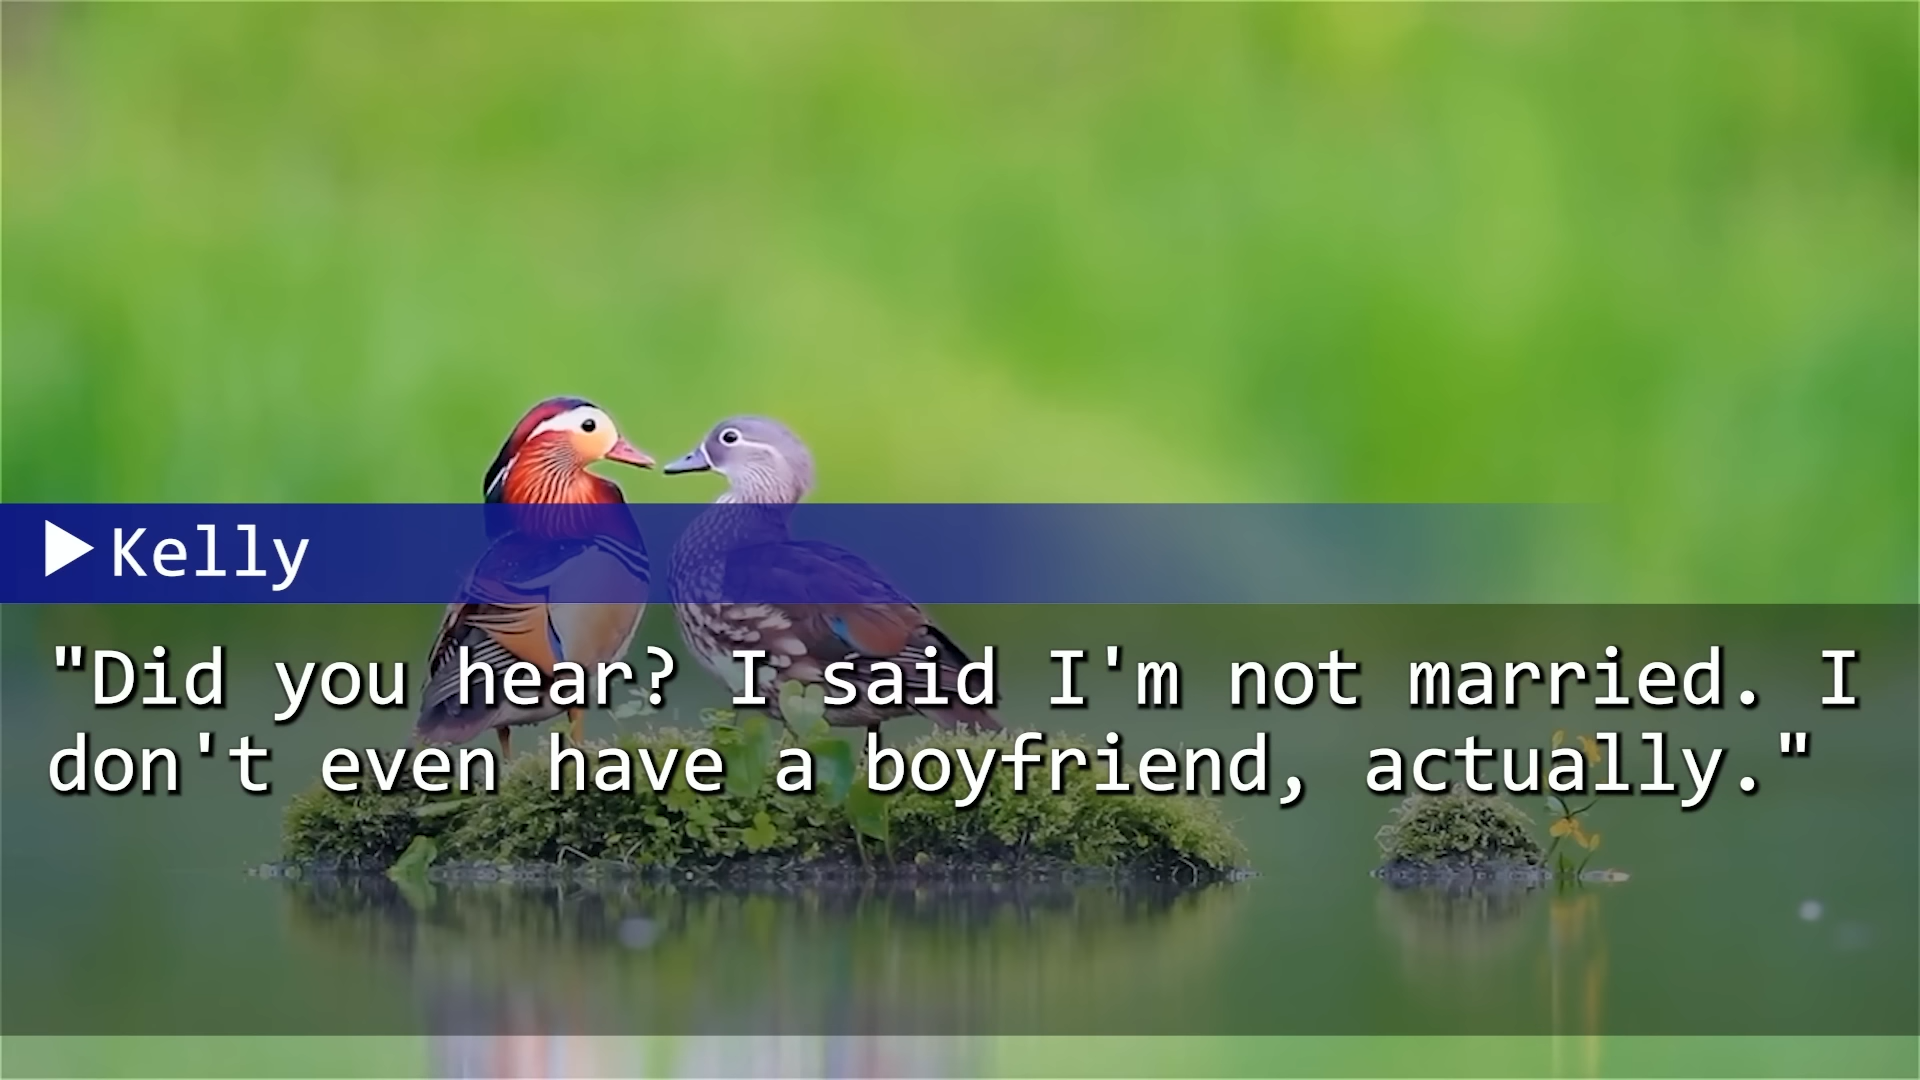 Kelly
"Did you hear? I said I'm not married. I
don't even have a boyfriend, actually."